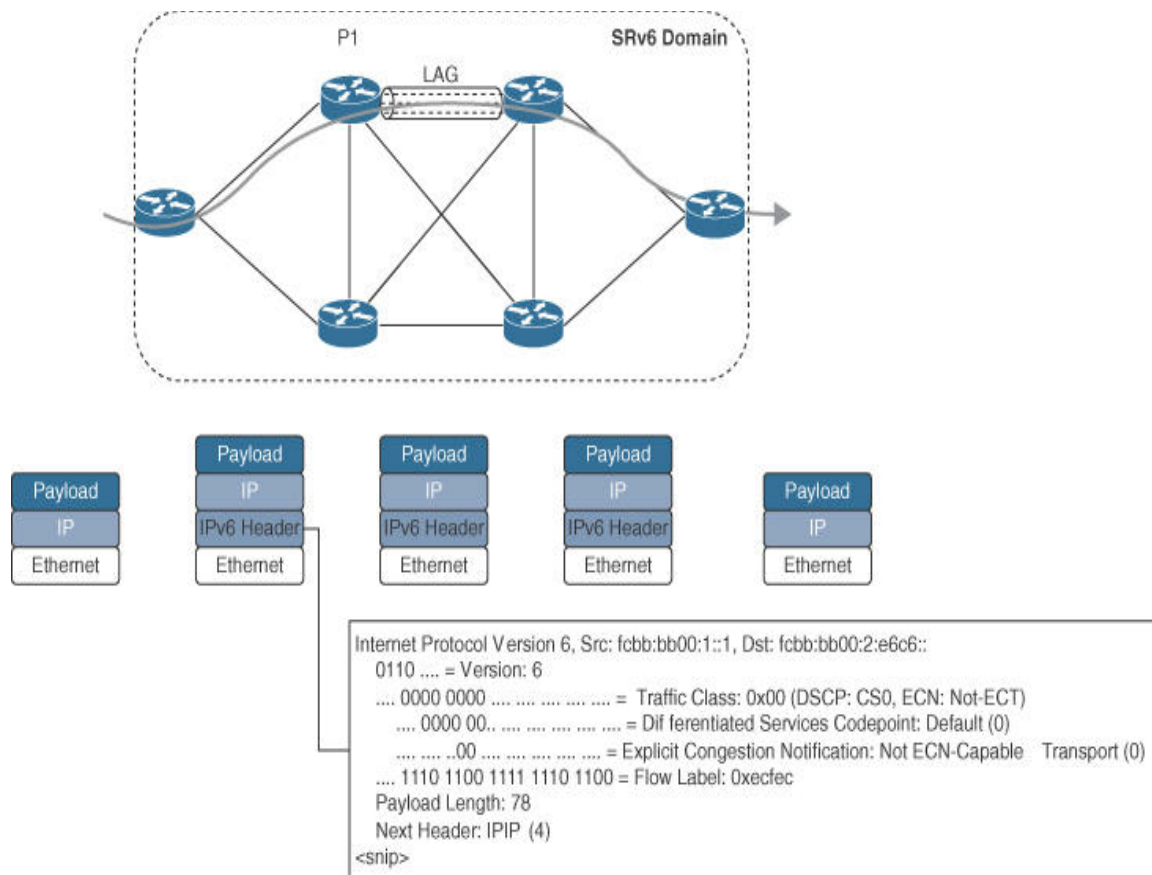 P1
SRv6 Domain
LAG
Payload
IP
Ethernet
Payload
IP
IPv6 Header
Ethernet
Payload
IP
IPv6 Header
Ethernet
Payload
IP
IPv6 Header
Ethernet
Payload
IP
Ethernet
Internet Protocol Version 6, Src: fcbb:bb00:1::1, Dst: fcbb:bb00:2:e6c6::
0110 .... = Version: 6
.... 0000 0000 .... .... .... .... .... = Traffic Class: 0x00 (DSCP: CS0, ECN: Not-ECT)
.... 0000 00.. .... .... .... .... .... = Dif ferentiated Services Codepoint: Default (0)
.... .... ..00 .... .... .... .... .... = Explicit Congestion Notification: Not ECN-Capable Transport (0)
.... 1110 1100 1111 1110 1100 = Flow Label: 0xecfec
Payload Length: 78
Next Header: IPIP (4)
<snip>